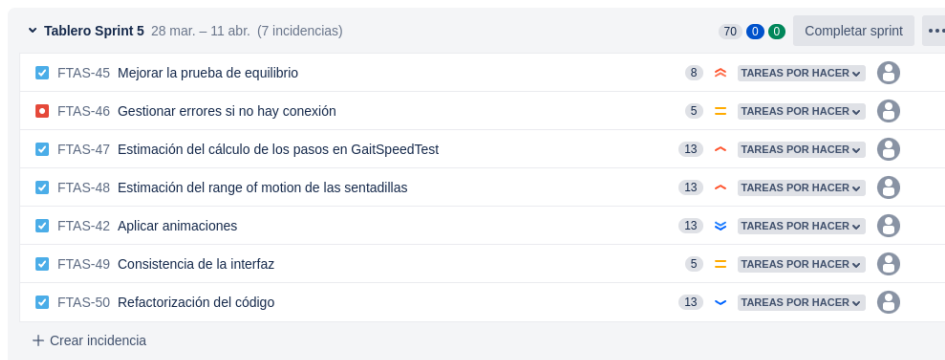 Tablero Sprint 5 28 mar. – 11 abr. (7 incidencias) 70 0 0 Completar sprint
FTAS-45 Mejorar la prueba de equilibrio 8 TAREAS POR HACER
FTAS-46 Gestionar errores si no hay conexión 5 TAREAS POR HACER
FTAS-47 Estimación del cálculo de los pasos en GaitSpeedTest 13 TAREAS POR HACER
FTAS-48 Estimación del range of motion de las sentadillas 13 TAREAS POR HACER
FTAS-42 Aplicar animaciones 13 TAREAS POR HACER
FTAS-49 Consistencia de la interfaz 5 TAREAS POR HACER
FTAS-50 Refactorización del código 13 TAREAS POR HACER
Crear incidencia